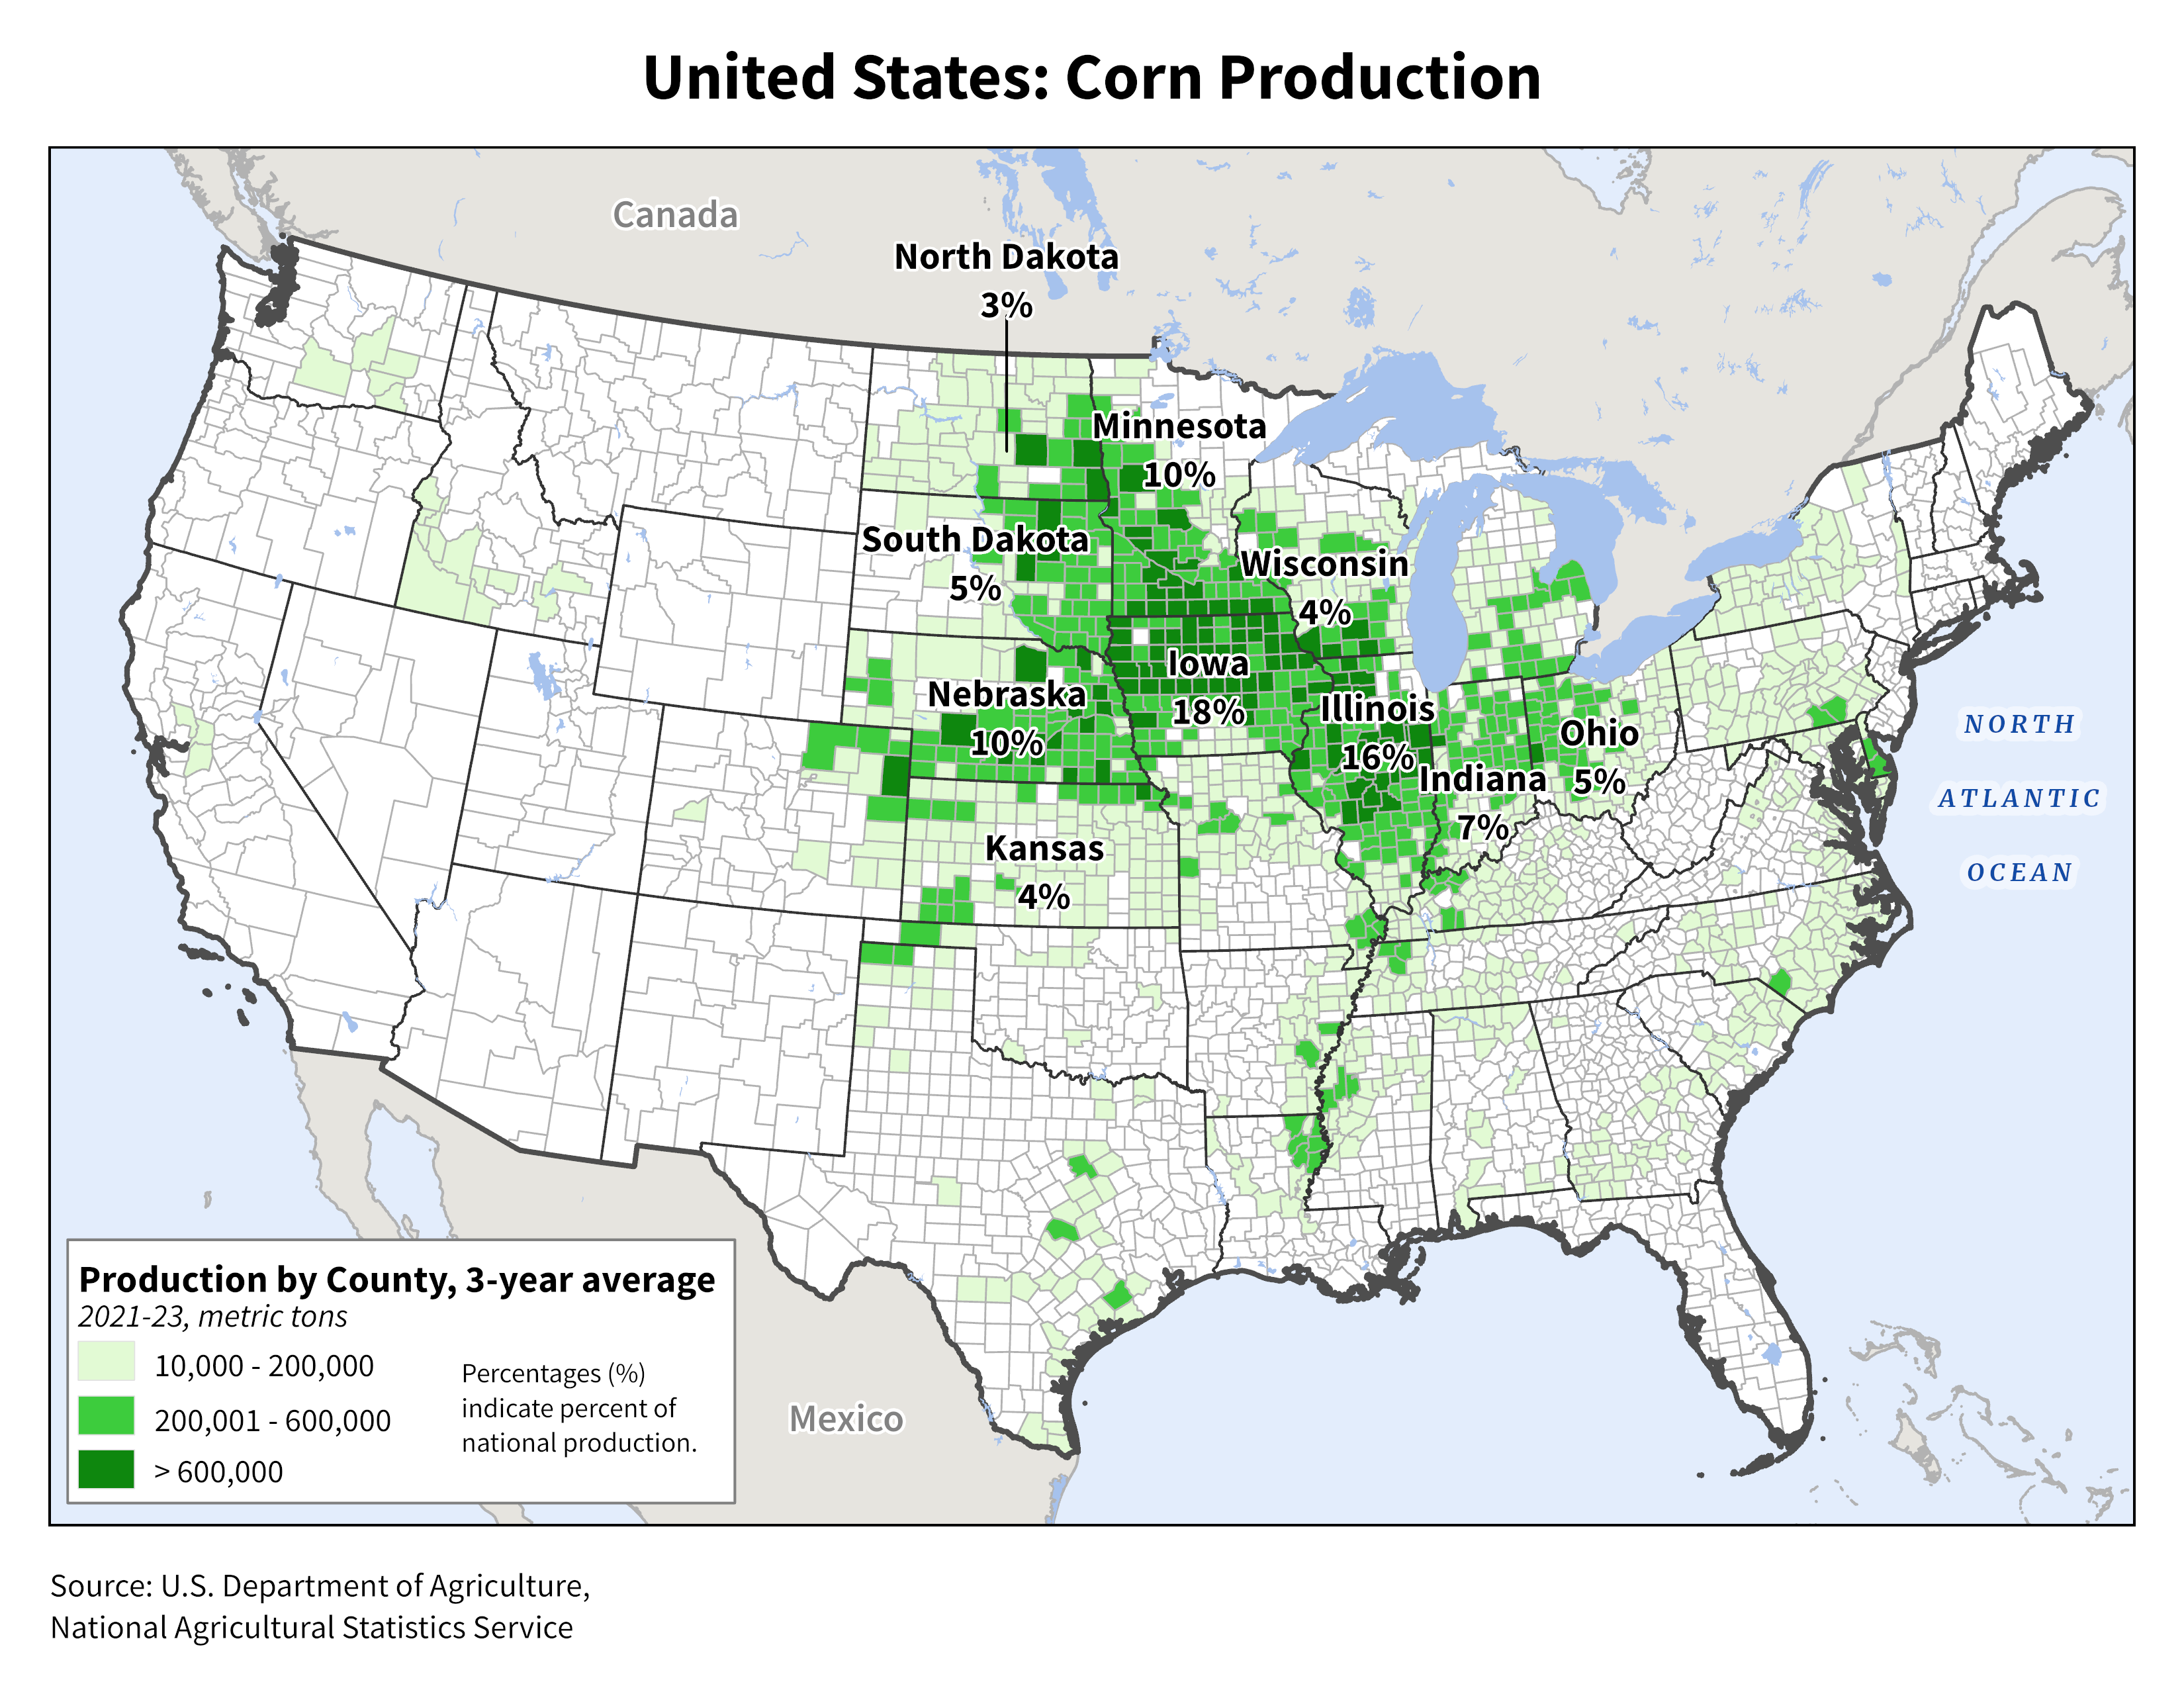 United States: Corn Production
Canada
North Dakota
3%
Minnesota
10%
South Dakota
5%
Wisconsin
4%
Iowa
18%
Nebraska
10%
Illinois
16%
Ohio
5%
Indiana
7%
Kansas
4%
NORTH
ATLANTIC
OCEAN
Mexico
Production by County, 3-year average
2021-23, metric tons
10,000 - 200,000
200,001 - 600,000
> 600,000
Percentages (%)
indicate percent of
national production.
Source: U.S. Department of Agriculture,
National Agricultural Statistics Service